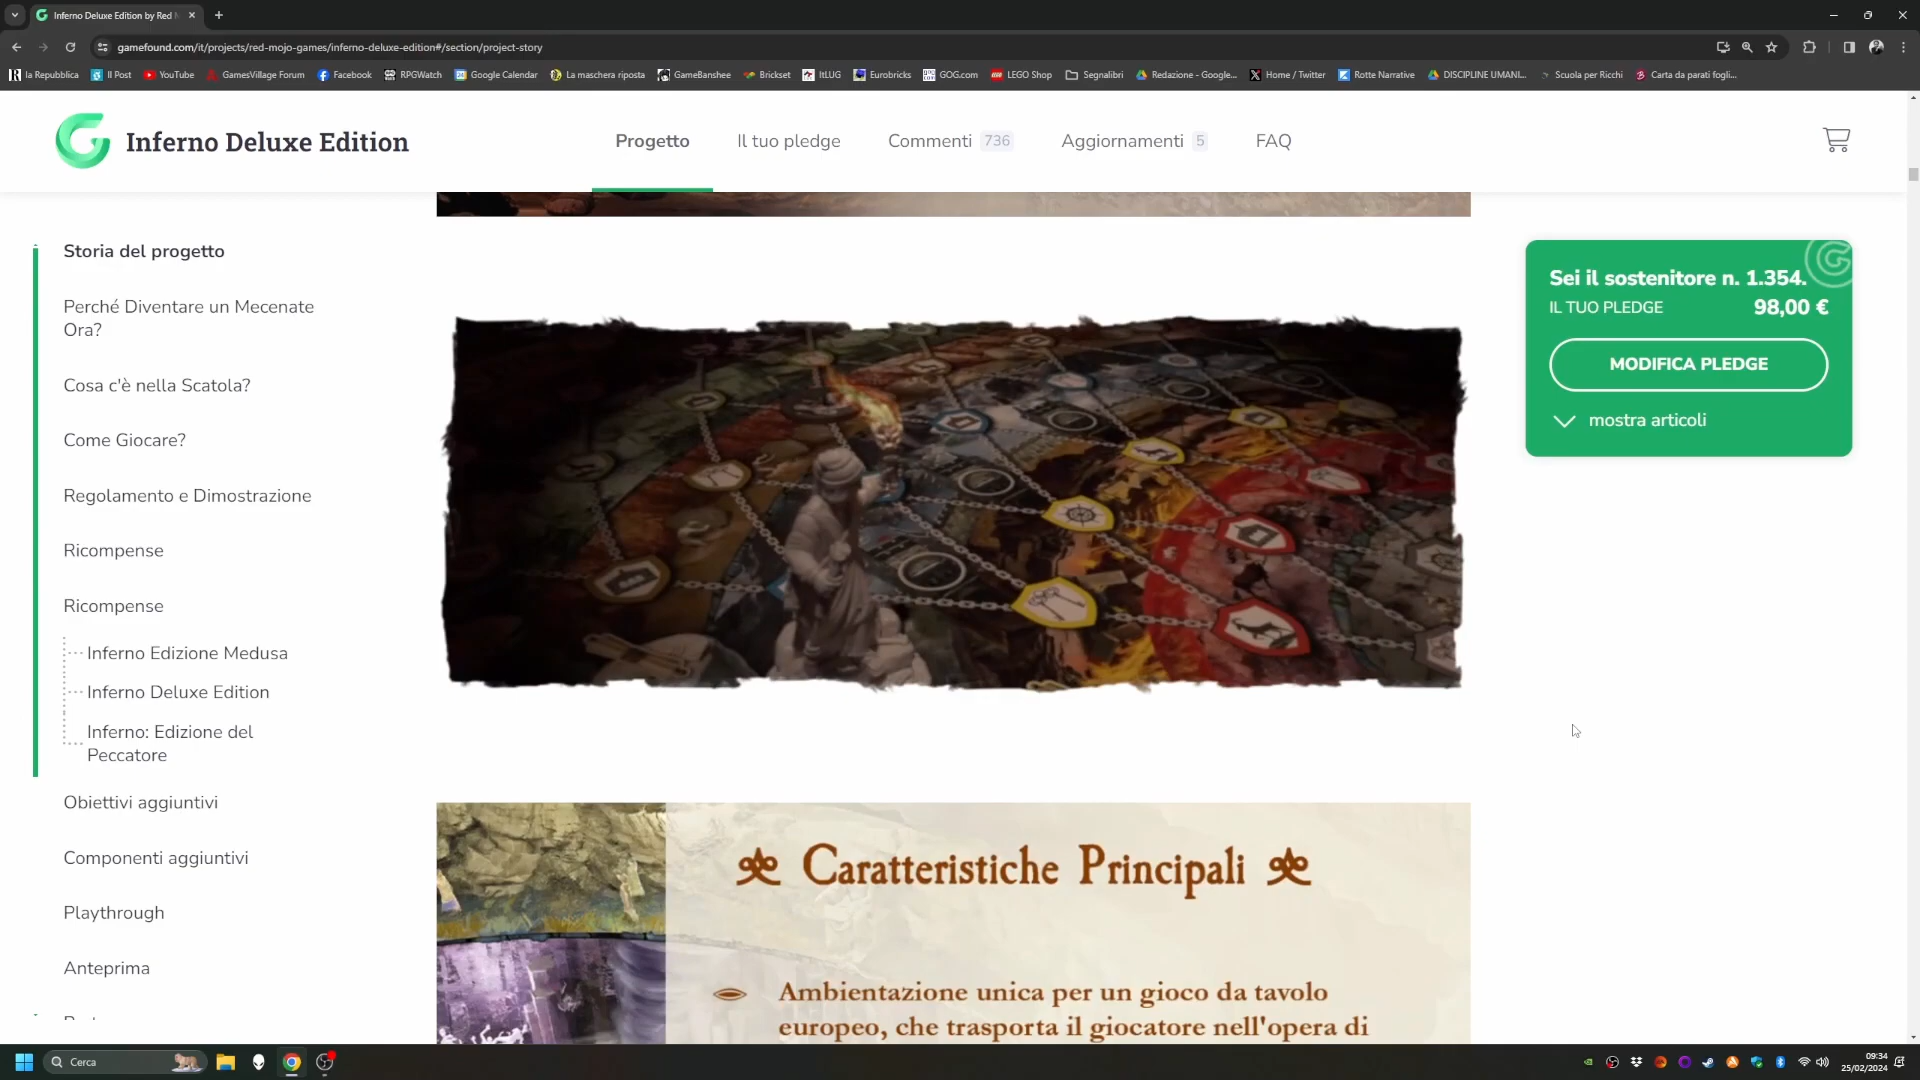 Inferno Deluxe Edition by Red
gamefound.com/it/projects/red-mojo-games/inferno-deluxe-edition#/section/project-story
la Repubblica
Il Post
YouTube
GamesVillage Forum
Facebook
RPGWatch
Google Calendar
La maschera riposta
GameBanshee
Brickset
ItLUG
Eurobricks
GOG.com
LEGO Shop
Segnalibri
Redazione - Google...
Home / Twitter
Rotte Narrative
DISCIPLINE UMANI...
Scuola per Ricchi
Carta da parati fogli...
Inferno Deluxe Edition
Progetto
Il tuo pledge
Commenti 736
Aggiornamenti 5
FAQ
Storia del progetto
Perché Diventare un Mecenate
Ora?
Cosa c'è nella Scatola?
Come Giocare?
Regolamento e Dimostrazione
Ricompense
Ricompense
Inferno Edizione Medusa
Inferno Deluxe Edition
Inferno: Edizione del
Peccatore
Obiettivi aggiuntivi
Componenti aggiuntivi
Playthrough
Anteprima
Sei il sostenitore n. 1.354.
IL TUO PLEDGE 98,00 €
MODIFICA PLEDGE
mostra articoli
Caratteristiche Principali
Ambientazione unica per un gioco da tavolo
europeo, che trasporta il giocatore nell'opera di
Cerca
09:34
25/02/2024